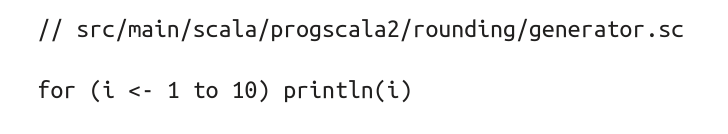 // src/main/scala/progscala2/rounding/generator.sc
for (i <- 1 to 10) println(i)